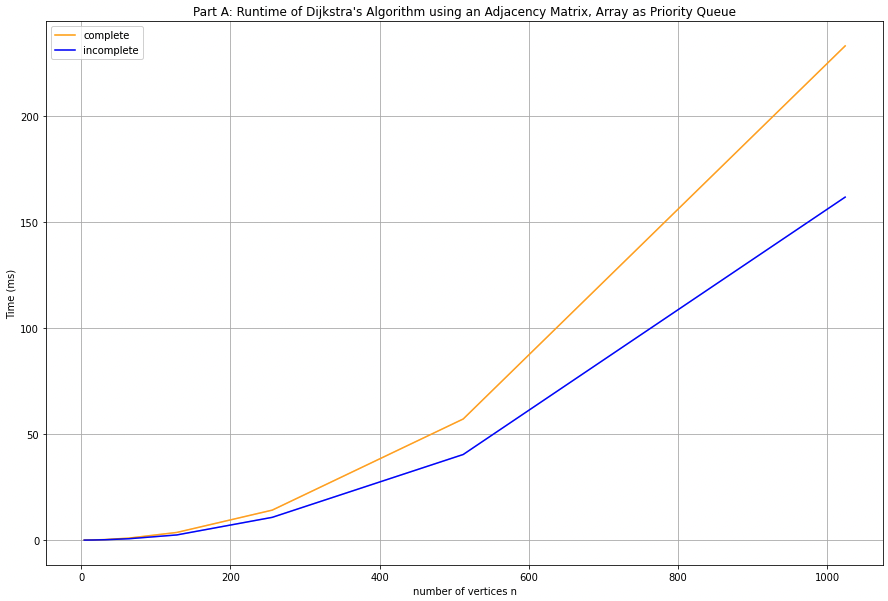 Part A: Runtime of Dijkstra's Algorithm using an Adjacency Matrix, Array as Priority Queue
complete
incomplete
200
150
100
50
0
Time (ms)
0 200 400 600 800 1000
number of vertices n